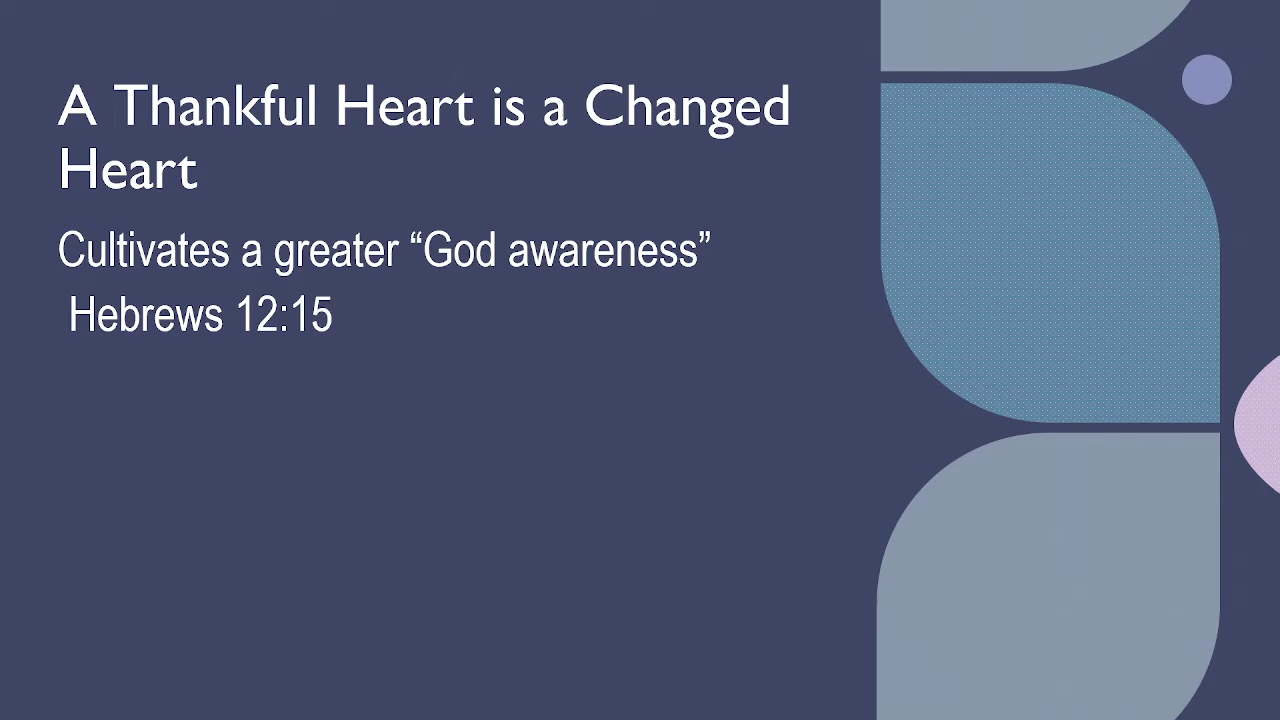 A Thankful Heart is a Changed
Heart
Cultivates a greater “God awareness”
Hebrews 12:15